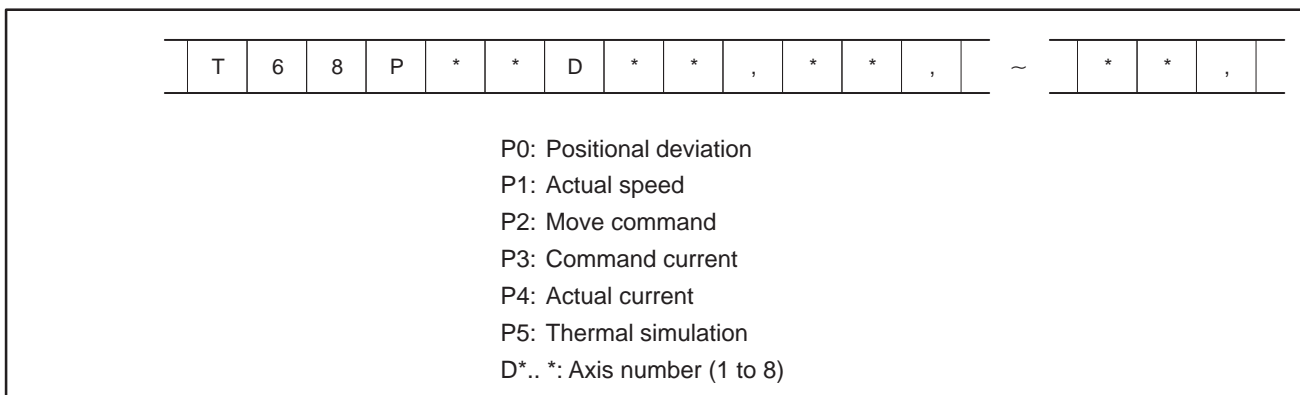 T 6 8 P * * D * * , * * , ~ * * ,
P0: Positional deviation
P1: Actual speed
P2: Move command
P3: Command current
P4: Actual current
P5: Thermal simulation
D*.. *: Axis number (1 to 8)